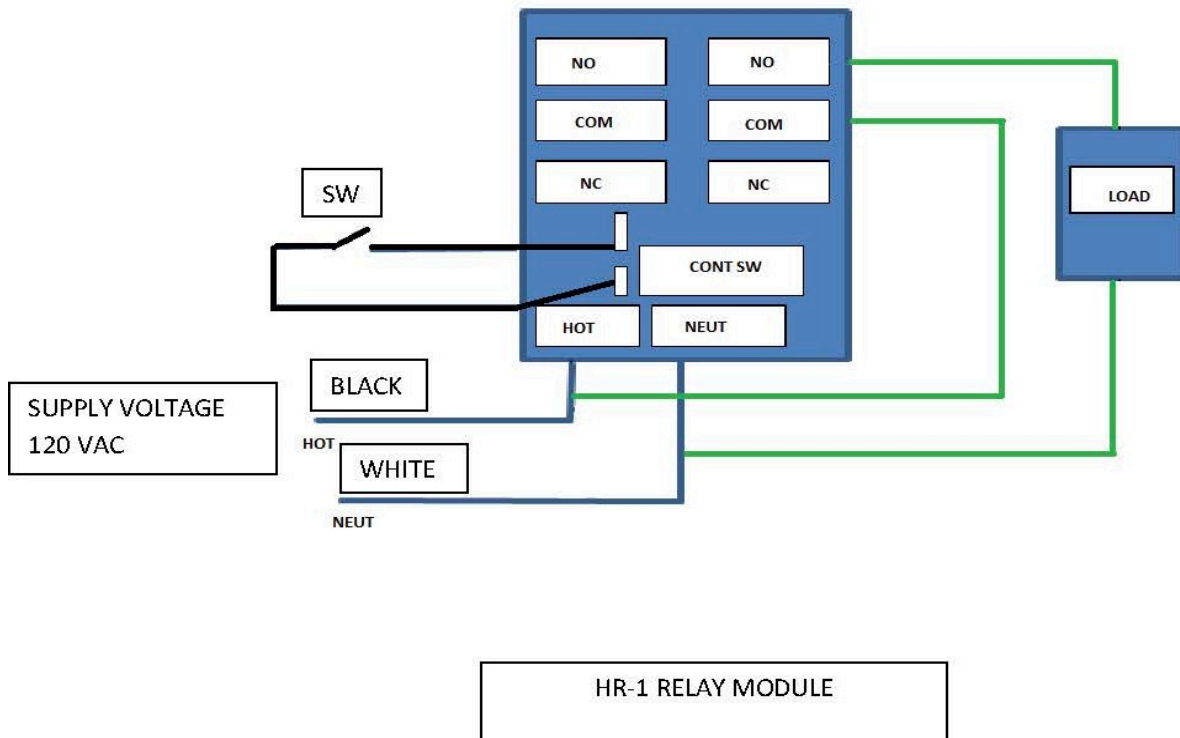 NO
NO
COM
COM
NC
NC
SW
LOAD
CONT SW
HOT
NEUT
BLACK
SUPPLY VOLTAGE
120 VAC
HOT
WHITE
NEUT
HR-1 RELAY MODULE